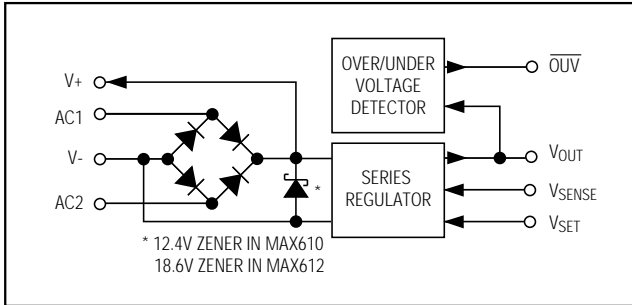 V+
AC1
V-
AC2
OVER/UNDER
VOLTAGE
DETECTOR
OUV
SERIES
REGULATOR
VOUT
VSENSE
VSET
*
* 12.4V ZENER IN MAX610
18.6V ZENER IN MAX612